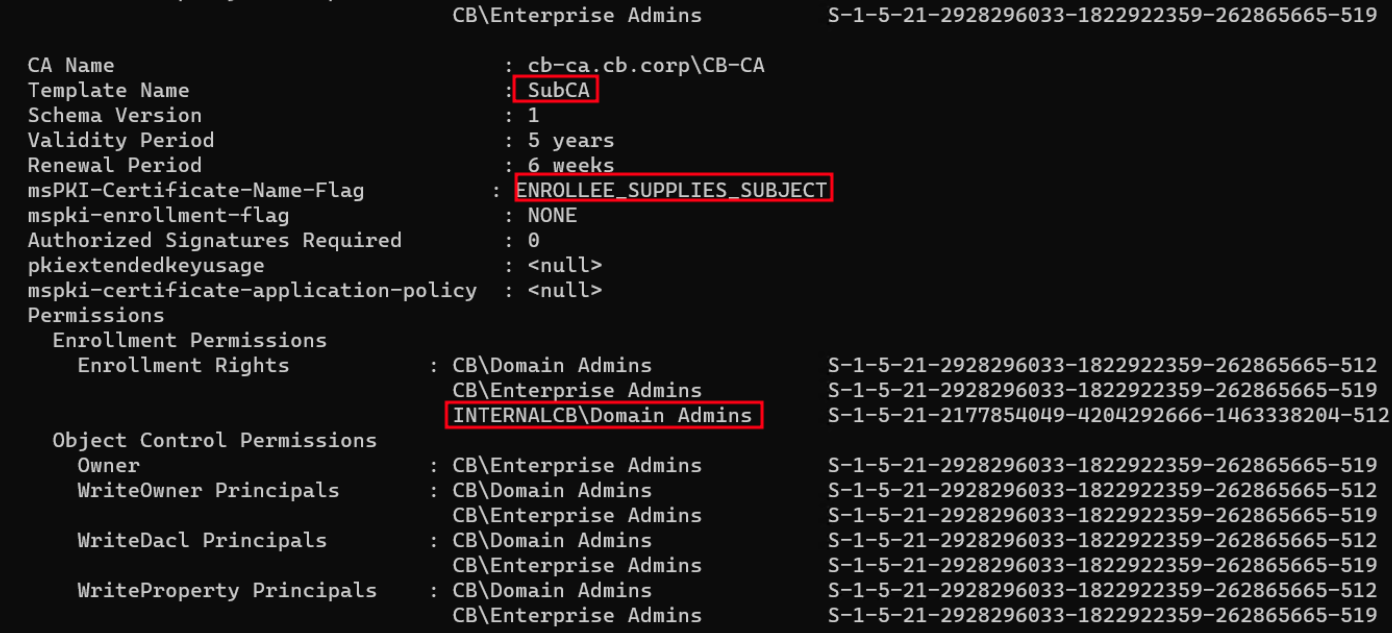 CB\Enterprise Admins S-1-5-21-2928296033-1822922359-262865665-519
CA Name : cb-ca.cb.corp\CB-CA
Template Name : SubCA
Schema Version : 1
Validity Period : 5 years
Renewal Period : 6 weeks
msPKI-Certificate-Name-Flag : ENROLLEE_SUPPLIES_SUBJECT
mspki-enrollment-flag : NONE
Authorized Signatures Required : 0
pkiextendedkeyusage : <null>
mspki-certificate-application-policy : <null>
Permissions
Enrollment Permissions
Enrollment Rights : CB\Domain Admins S-1-5-21-2928296033-1822922359-262865665-512
CB\Enterprise Admins S-1-5-21-2928296033-1822922359-262865665-519
INTERNALCB\Domain Admins S-1-5-21-2177854049-4204292666-1463338204-512
Object Control Permissions
Owner : CB\Enterprise Admins S-1-5-21-2928296033-1822922359-262865665-519
WriteOwner Principals : CB\Domain Admins S-1-5-21-2928296033-1822922359-262865665-512
CB\Enterprise Admins S-1-5-21-2928296033-1822922359-262865665-519
WriteDacl Principals : CB\Domain Admins S-1-5-21-2928296033-1822922359-262865665-512
CB\Enterprise Admins S-1-5-21-2928296033-1822922359-262865665-519
WriteProperty Principals : CB\Domain Admins S-1-5-21-2928296033-1822922359-262865665-512
CB\Enterprise Admins S-1-5-21-2928296033-1822922359-262865665-519